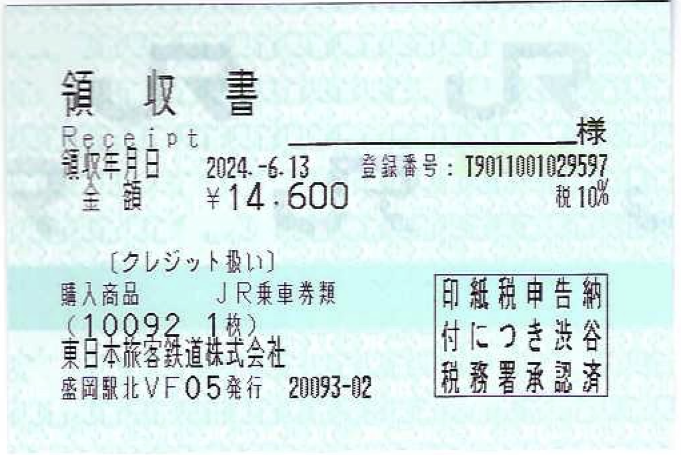 領収書
Receipt
様
領収年月日 2024.-6.13 登録番号:T9011001029597
金額 ¥14,600 税10%
〔クレジット扱い〕
購入商品 JR乗車券類
(10092 1枚)
東日本旅客鉄道株式会社
盛岡駅北VF05発行 20093-02
印紙税申告納
付につき渋谷
税務署承認済